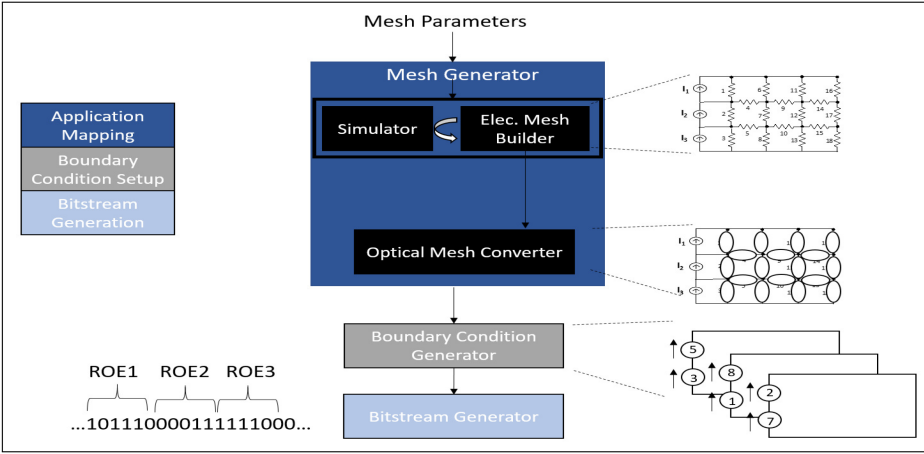 Mesh Parameters
Mesh Generator
Simulator
Elec. Mesh
Builder
Optical Mesh Converter
Application
Mapping
Boundary
Condition Setup
Bitstream
Generation
Boundary Condition
Generator
Bitstream Generator
ROE1 ROE2 ROE3
...1011100001111111000...
I1
I2
I3
1 6 11 16
4 9 14
2 7 12 17
5 10 15
3 8 13 18
I1
I2
I3
5
3
8
1
2
7